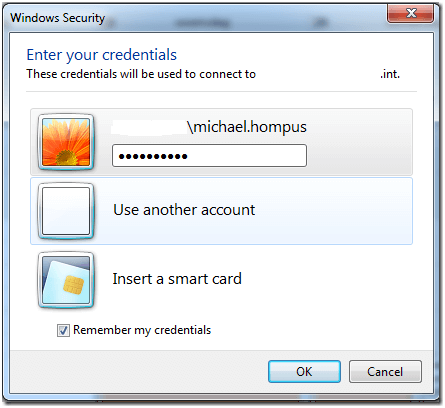 Windows Security
Enter your credentials
These credentials will be used to connect to .int.
\michael.hompus
••••••••••
Use another account
Insert a smart card
Remember my credentials
OK
Cancel